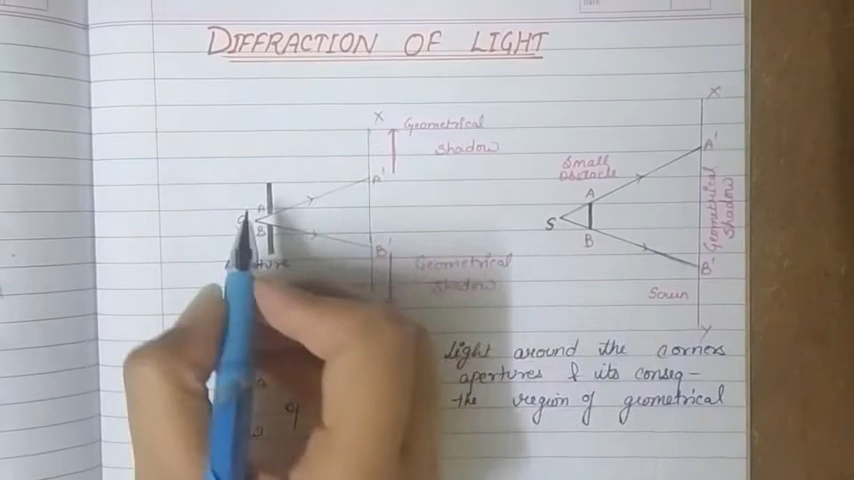 DIFFRACTION OF LIGHT
X
Geometrical
Shadow
A'
A
B
B'
Geometrical
Shadow
X
A'
Small
Obstacle
A
S
B
Geometrical
Shadow
B'
Screen
Y
light around the corners
apertures & its conseq-
the region of geometrical